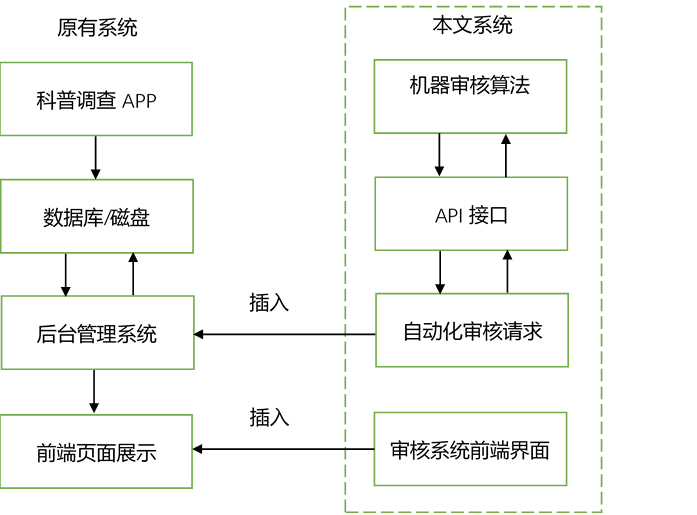 原有系统
本文系统
科普调查 APP
机器审核算法
数据库/磁盘
API 接口
插入
后台管理系统
自动化审核请求
插入
前端页面展示
审核系统前端界面